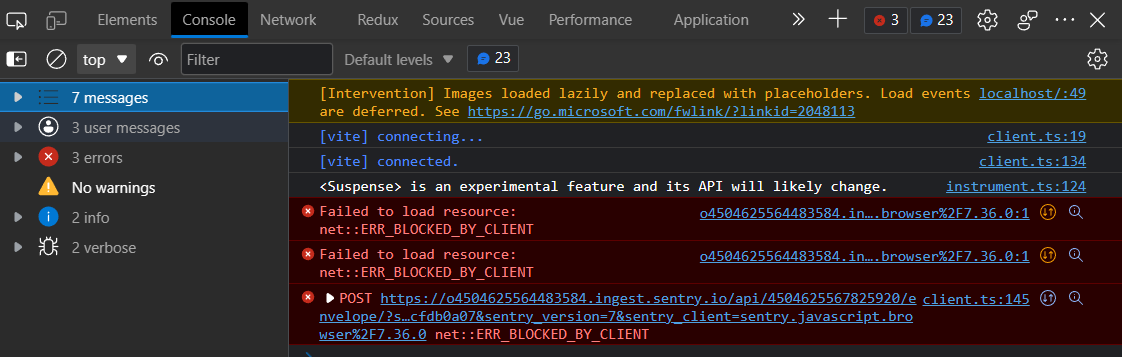 Elements Console Network Redux Sources Vue Performance Application 3 23
top Filter Default levels 23
7 messages
3 user messages
3 errors
No warnings
2 info
2 verbose
[Intervention] Images loaded lazily and replaced with placeholders. Load events localhost/:49
are deferred. See https://go.microsoft.com/fwlink/?linkid=2048113
[vite] connecting... client.ts:19
[vite] connected. client.ts:134
<Suspense> is an experimental feature and its API will likely change. instrument.ts:124
Failed to load resource: o4504625564483584.in….browser%2F7.36.0:1
net::ERR_BLOCKED_BY_CLIENT
Failed to load resource: o4504625564483584.in….browser%2F7.36.0:1
net::ERR_BLOCKED_BY_CLIENT
POST https://o4504625564483584.ingest.sentry.io/api/4504625567825920/e client.ts:145
nvelope/?s…cfdb0a07&sentry_version=7&sentry_client=sentry.javascript.bro
wser%2F7.36.0 net::ERR_BLOCKED_BY_CLIENT